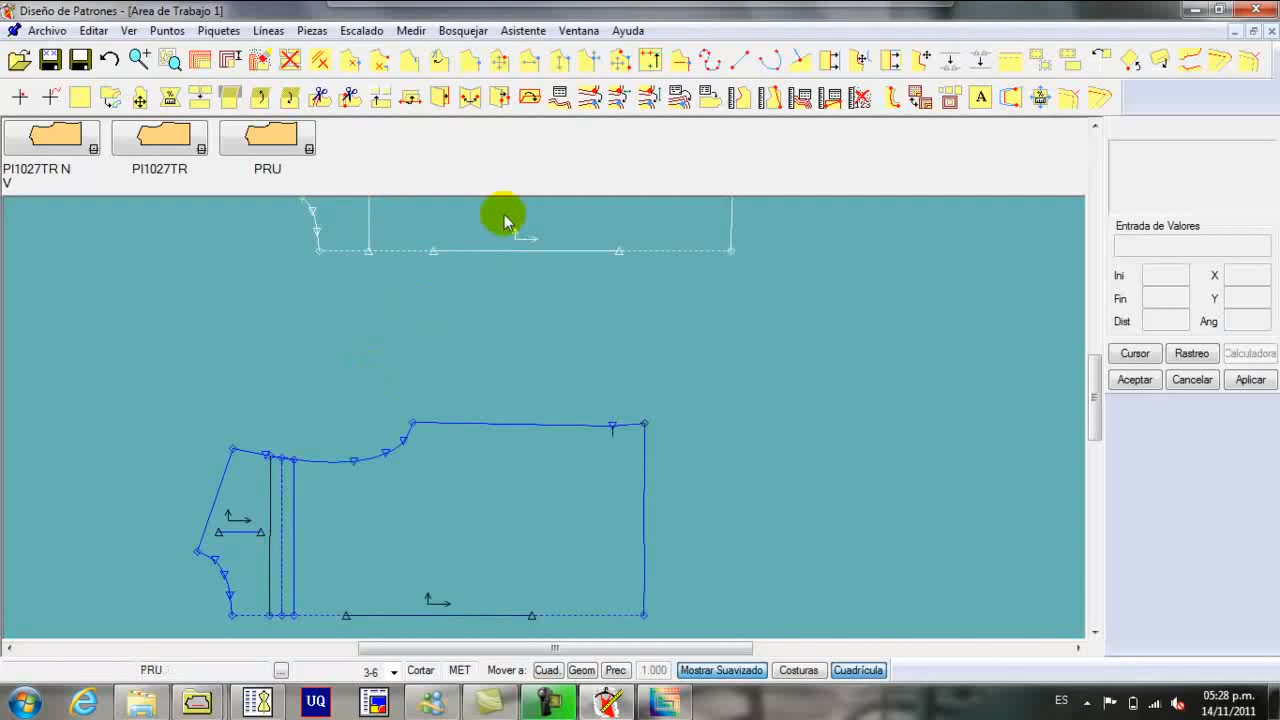 Diseño de Patrones - [Area de Trabajo 1]
Archivo Editar Ver Puntos Piquetes Líneas Piezas Escalado Medir Bosquejar Asistente Ventana Ayuda
A
PI1027TR N
V
PI1027TR
PRU
Entrada de Valores
Ini X
Fin Y
Dist Ang
Cursor Rastreo Calculadora
Aceptar Cancelar Aplicar
PRU ... 3-6 Cortar MET Mover a: Cuad. Geom Prec 1.000 Mostrar Suavizado Costuras Cuadrícula
UQ
ES
05:28 p.m.
14/11/2011